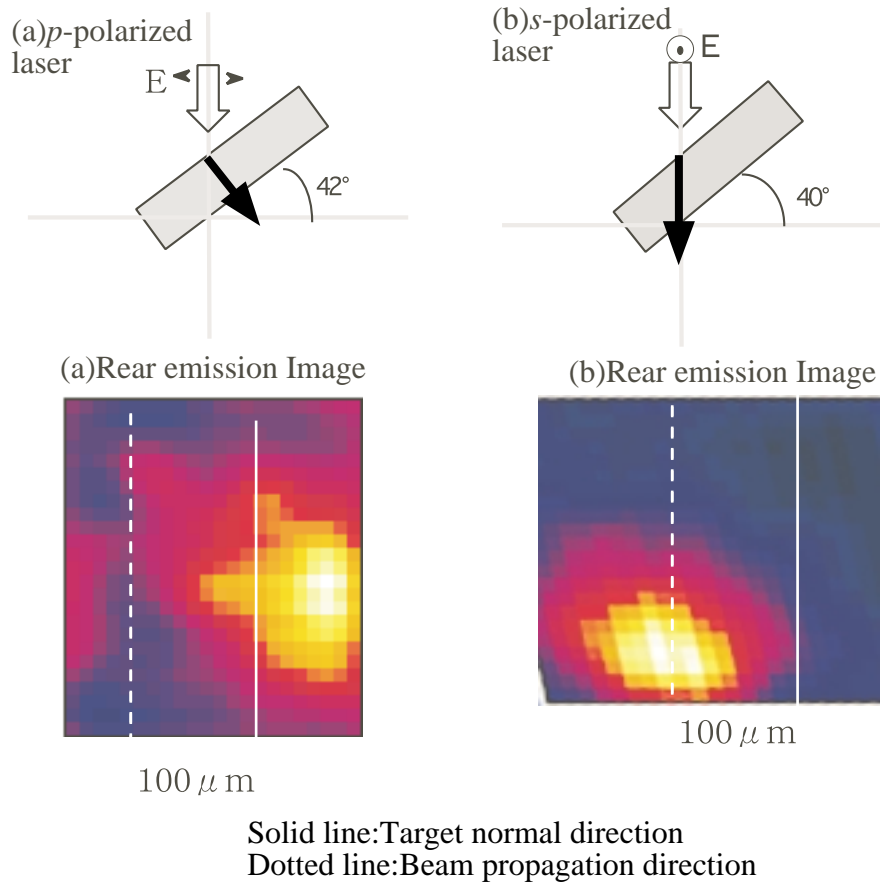 (a)p-polarized
laser
E
42°
(b)s-polarized
laser
E
40°
(a)Rear emission Image
(b)Rear emission Image
100 μ m
100 μ m
Solid line:Target normal direction
Dotted line:Beam propagation direction